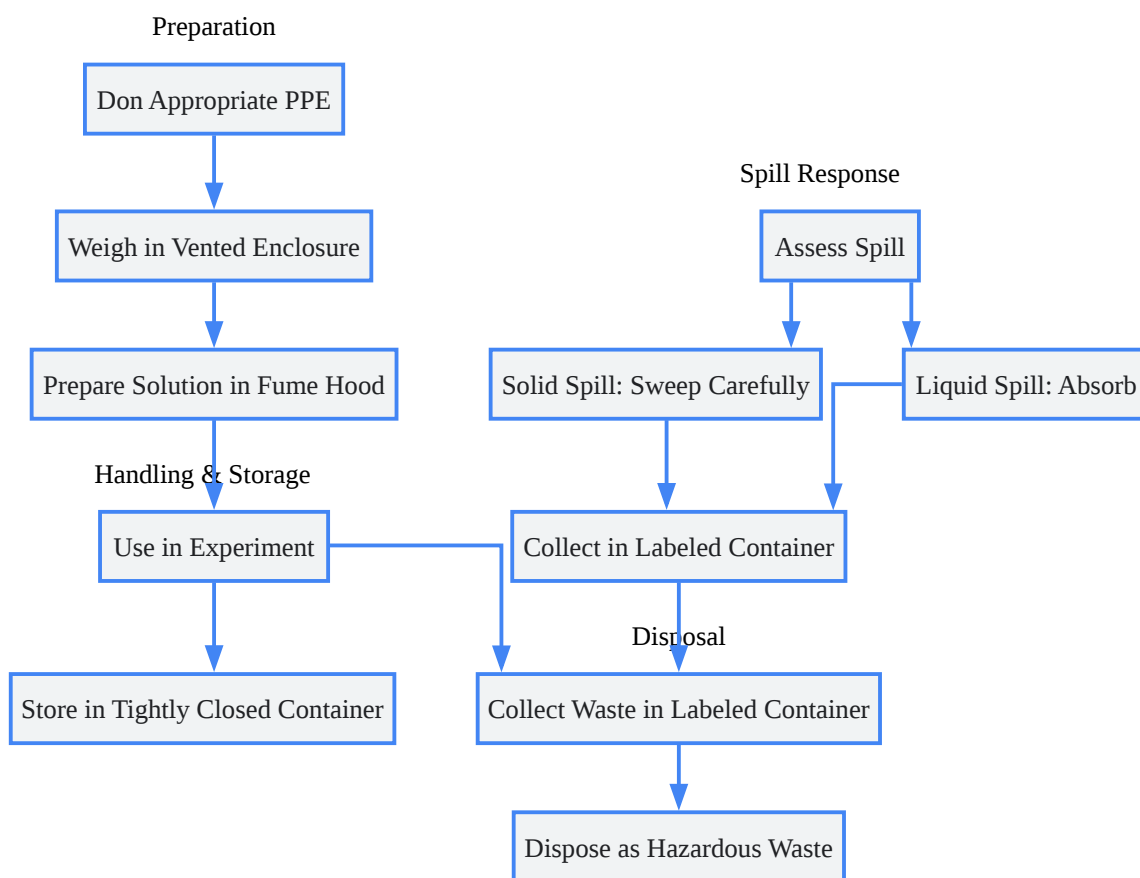 Preparation
Don Appropriate PPE
Weigh in Vented Enclosure
Prepare Solution in Fume Hood
Handling & Storage
Use in Experiment
Store in Tightly Closed Container
Spill Response
Assess Spill
Solid Spill: Sweep Carefully
Liquid Spill: Absorb
Collect in Labeled Container
Disposal
Collect Waste in Labeled Container
Dispose as Hazardous Waste